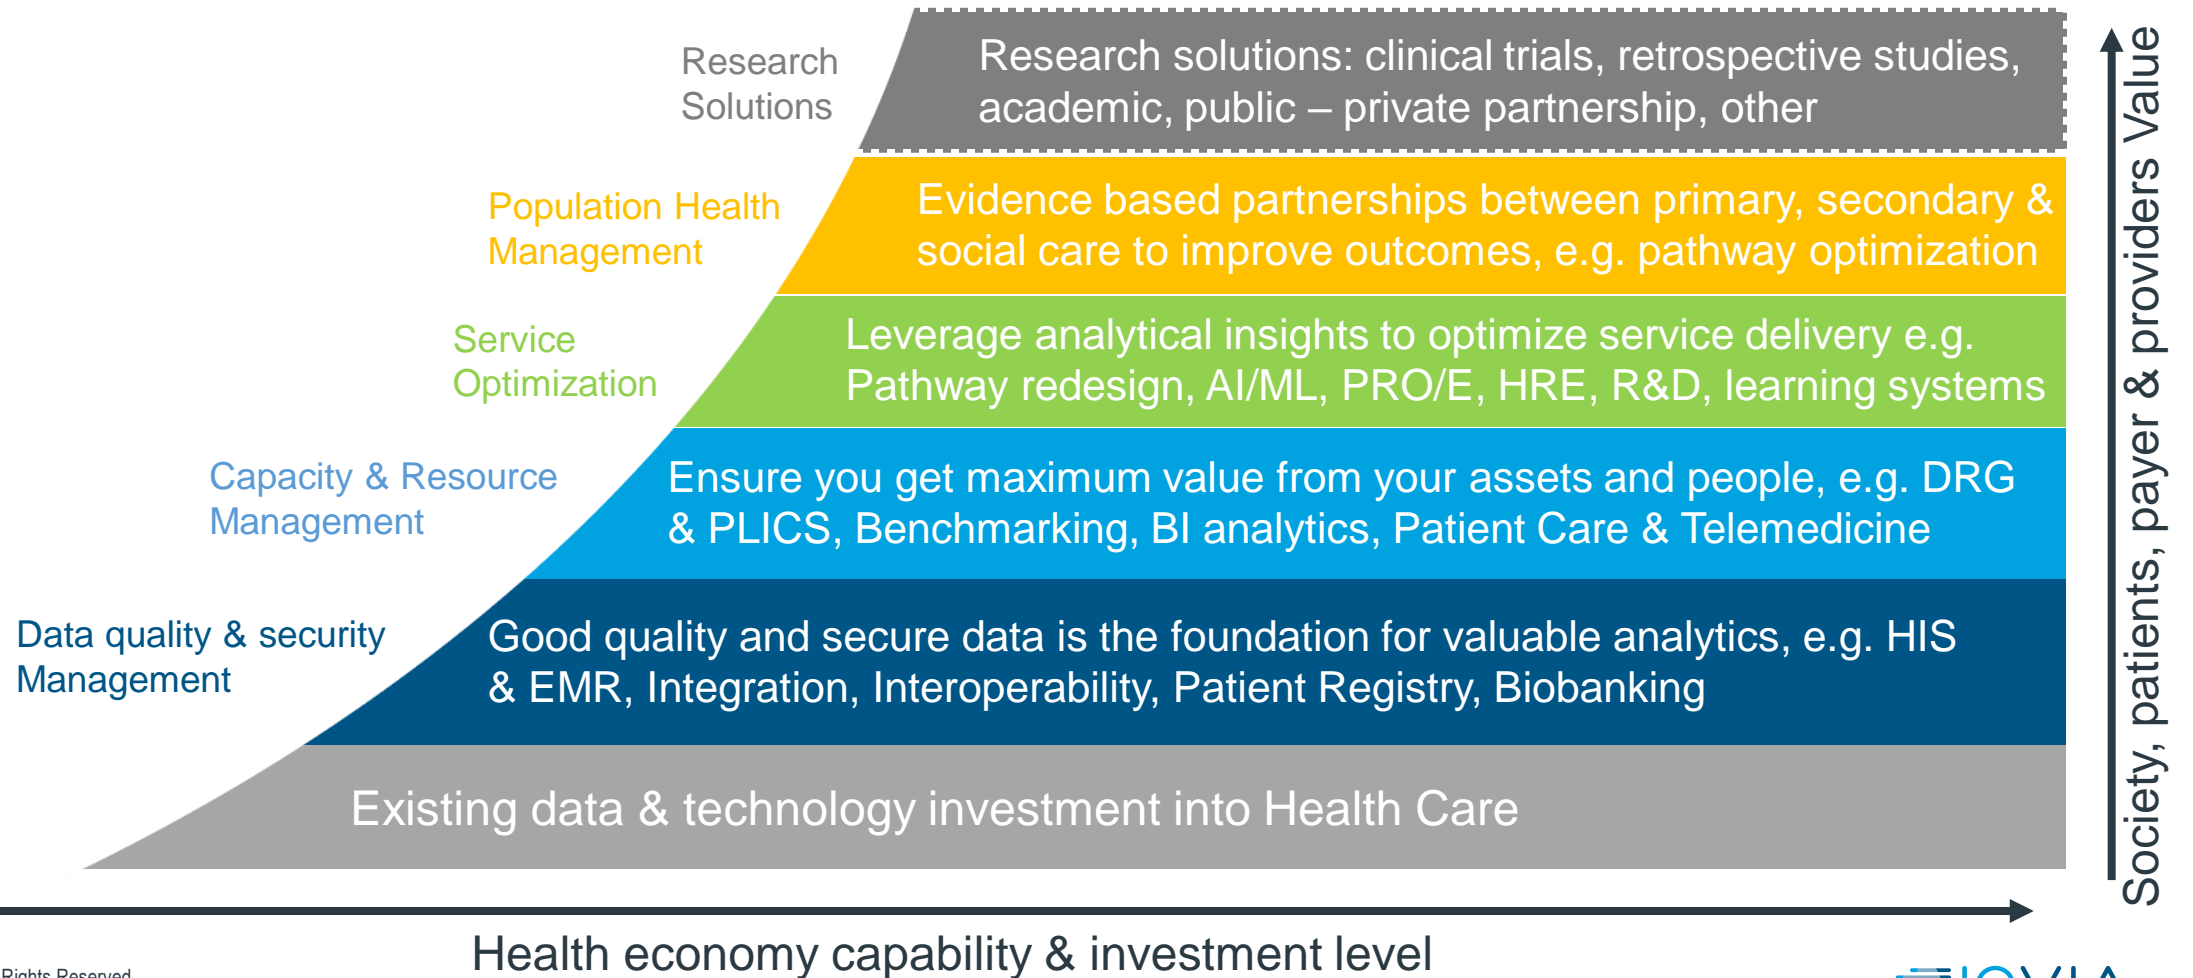 Research
Solutions
Research solutions: clinical trials, retrospective studies,
academic, public – private partnership, other
Population Health
Management
Evidence based partnerships between primary, secondary &
social care to improve outcomes, e.g. pathway optimization
Service
Optimization
Leverage analytical insights to optimize service delivery e.g.
Pathway redesign, AI/ML, PRO/E, HRE, R&D, learning systems
Capacity & Resource
Management
Ensure you get maximum value from your assets and people, e.g. DRG
& PLICS, Benchmarking, BI analytics, Patient Care & Telemedicine
Data quality & security
Management
Good quality and secure data is the foundation for valuable analytics, e.g. HIS
& EMR, Integration, Interoperability, Patient Registry, Biobanking
Existing data & technology investment into Health Care
Society, patients, payer & providers Value
Health economy capability & investment level
Rights Reserved